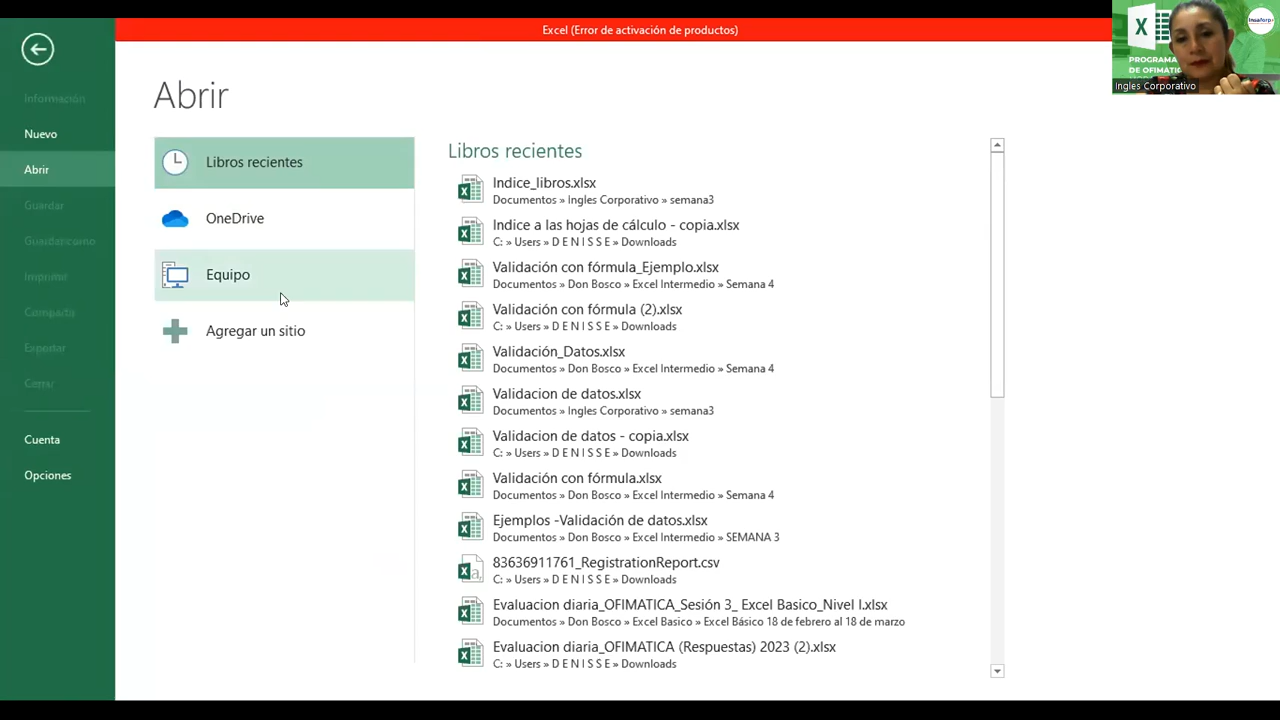 Excel (Error de activación de productos)
PROGRAMA
DE OFIMATIC
Ingles Corporativo
Información
Nuevo
Abrir
Guardar
Guardar como
Imprimir
Compartir
Exportar
Cerrar
Cuenta
Opciones
Abrir
Libros recientes
OneDrive
Equipo
Agregar un sitio
Libros recientes
Indice_libros.xlsx
Documentos » Ingles Corporativo » semana3
Indice a las hojas de cálculo - copia.xlsx
C: » Users » D E N I S S E » Downloads
Validación con fórmula_Ejemplo.xlsx
Documentos » Don Bosco » Excel Intermedio » Semana 4
Validación con fórmula (2).xlsx
C: » Users » D E N I S S E » Downloads
Validación_Datos.xlsx
Documentos » Don Bosco » Excel Intermedio » Semana 4
Validacion de datos.xlsx
Documentos » Ingles Corporativo » semana3
Validacion de datos - copia.xlsx
C: » Users » D E N I S S E » Downloads
Validación con fórmula.xlsx
Documentos » Don Bosco » Excel Intermedio » Semana 4
Ejemplos -Validación de datos.xlsx
Documentos » Don Bosco » Excel Intermedio » SEMANA 3
83636911761_RegistrationReport.csv
C: » Users » D E N I S S E » Downloads
Evaluacion diaria_OFIMATICA_Sesión 3_ Excel Basico_Nivel I.xlsx
Documentos » Don Bosco » Excel Basico » Excel Básico 18 de febrero al 18 de marzo
Evaluacion diaria_OFIMATICA (Respuestas) 2023 (2).xlsx
C: » Users » D E N I S S E » Downloads